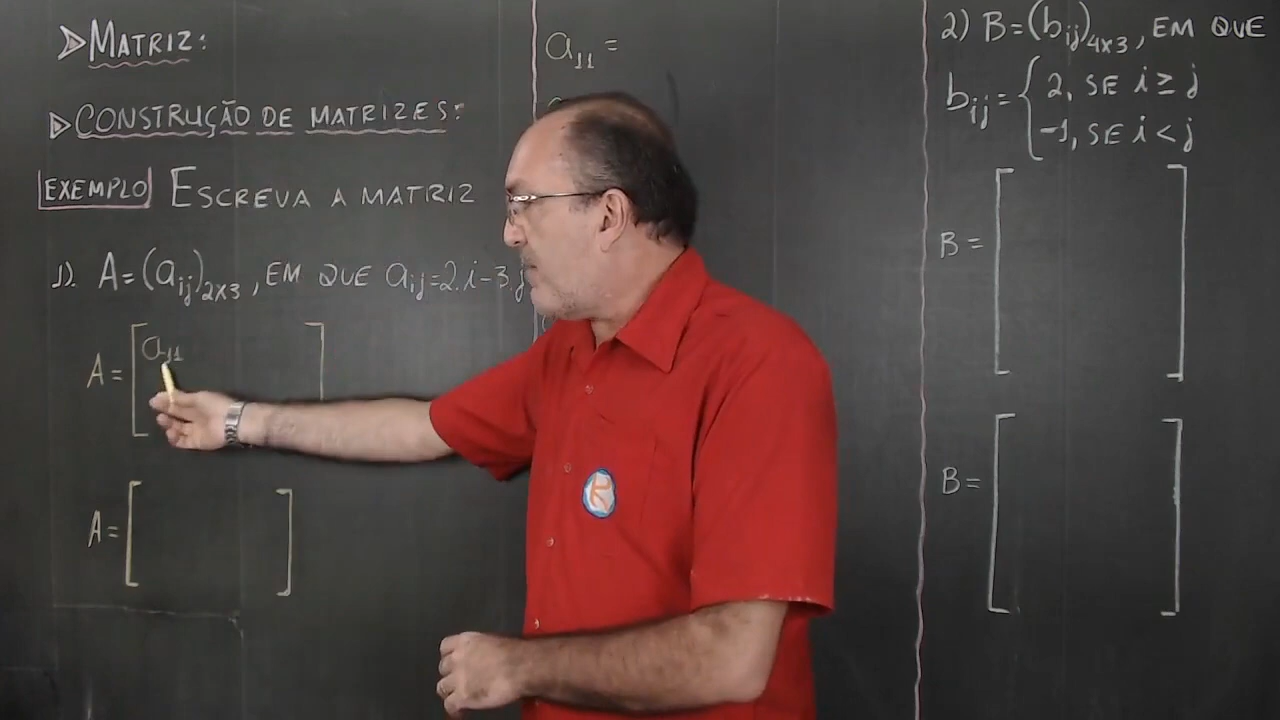 MATRIZ:
CONSTRUÇÃO DE MATRIZES:
EXEMPLO ESCREVA A MATRIZ
1). A=(aij)2x3, EM QUE aij=2.i-3.j
A= [a11 ]
A= [ ]
a11 =
2) B=(bij)4x3, EM QUE
bij= { 2, SE i ≥ j
-1, SE i < j
B= [ ]
B= [ ]